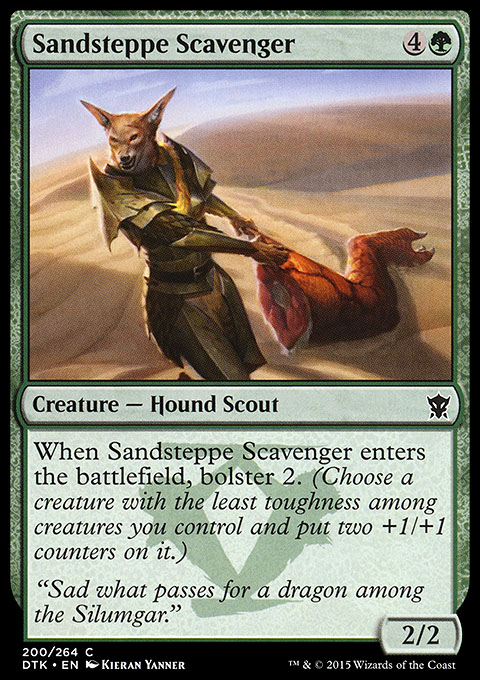 Sandsteppe Scavenger 4
Creature — Hound Scout
When Sandsteppe Scavenger enters
the battlefield, bolster 2. (Choose a
creature with the least toughness among
creatures you control and put two +1/+1
counters on it.)
“Sad what passes for a dragon among
the Silumgar.”
2/2
200/264 C
DTK • EN Kieran Yanner
™ & © 2015 Wizards of the Coast